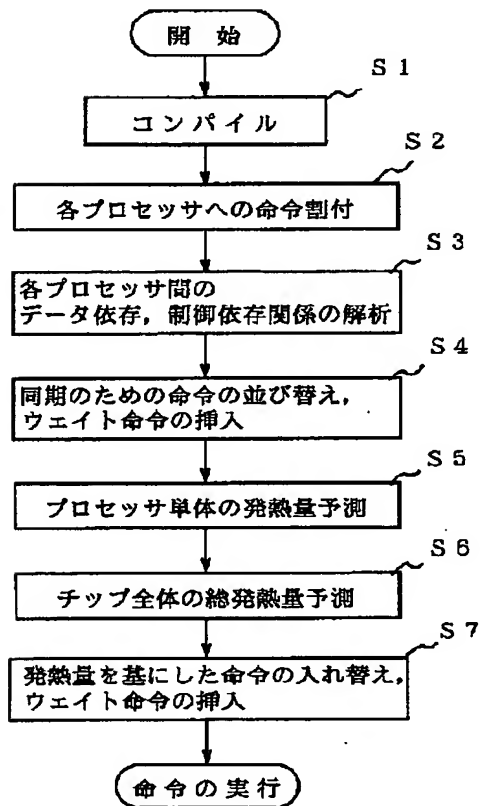 開始
S1
コンパイル
S2
各プロセッサへの命令割付
S3
各プロセッサ間の
データ依存，制御依存関係の解析
S4
同期のための命令の並び替え，
ウェイト命令の挿入
S5
プロセッサ単体の発熱量予測
S6
チップ全体の総発熱量予測
S7
発熱量を基にした命令の入れ替え，
ウェイト命令の挿入
命令の実行